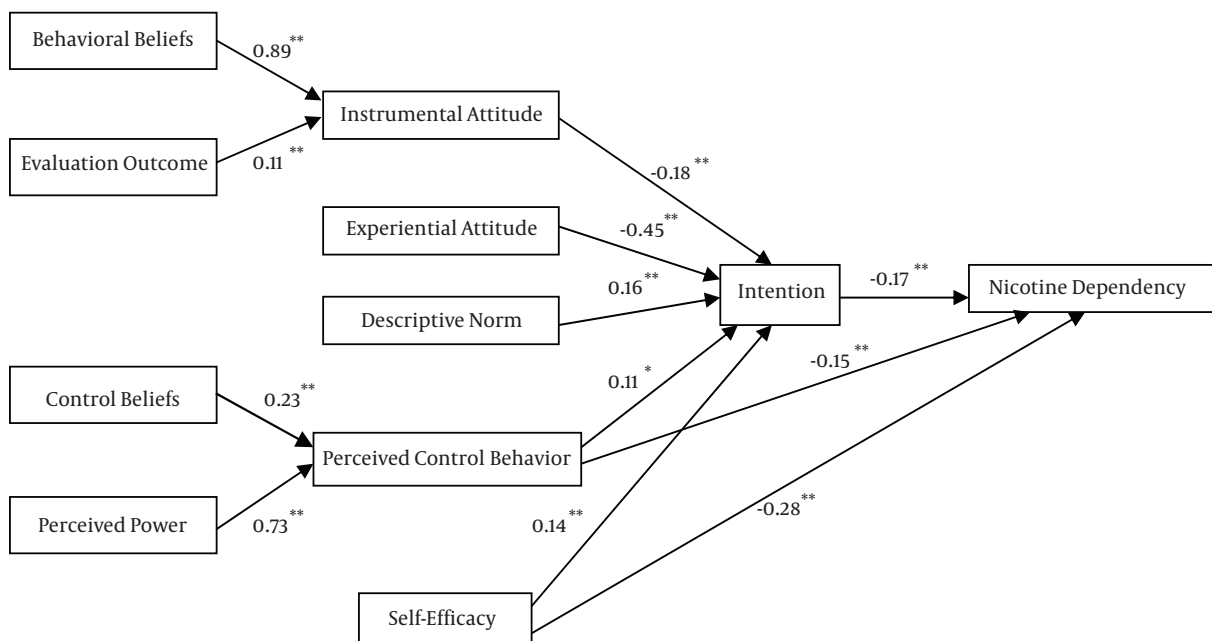 Behavioral Beliefs
0.89**
Instrumental Attitude
Evaluation Outcome
0.11 **
-0.18 **
Experiential Attitude
-0.45**
0.16 **
Intention
-0.17 **
Nicotine Dependency
Descriptive Norm
Control Beliefs
0.23**
0.11 *
-0.15 **
Perceived Control Behavior
Perceived Power
0.73**
0.14**
-0.28**
Self-Efficacy